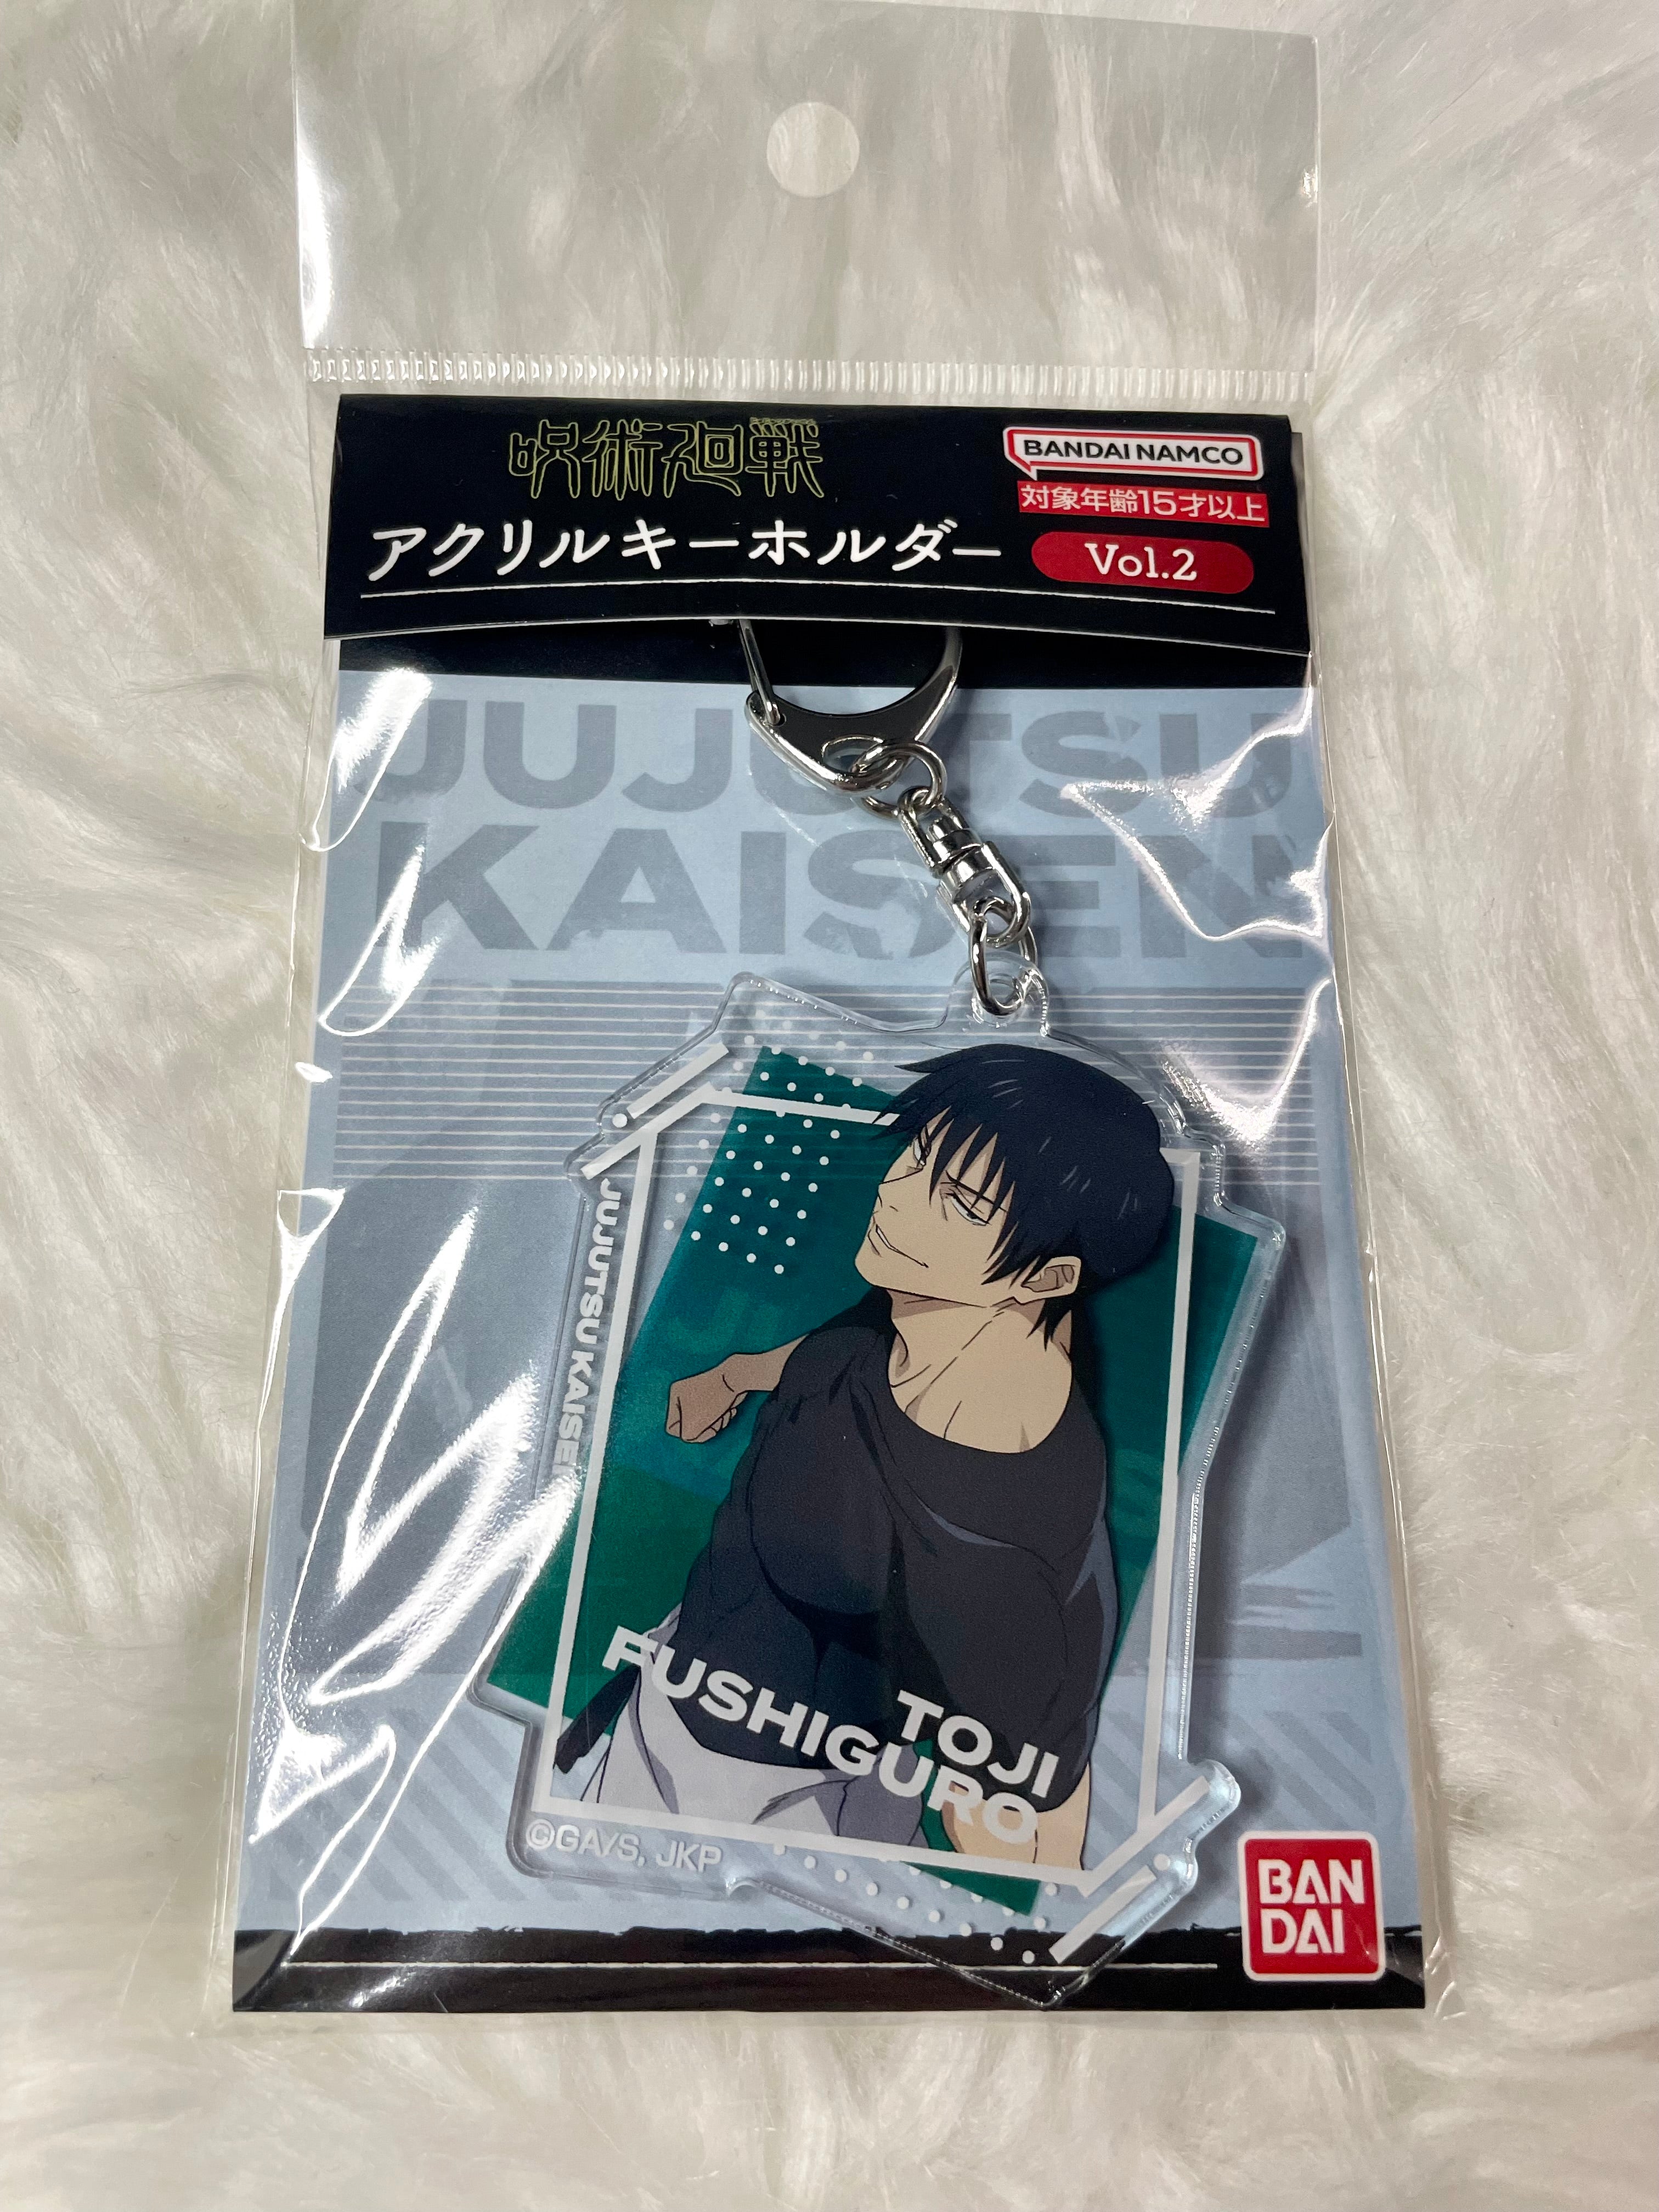 呪術廻戦
BANDAI NAMCO
対象年齢15才以上
アクリルキーホルダー
Vol.2
JUJUTSU
KAISEN
JUJUTSU KAISEN
TOJI
FUSHIGURO
©GA/S, JKP
BAN
DAI